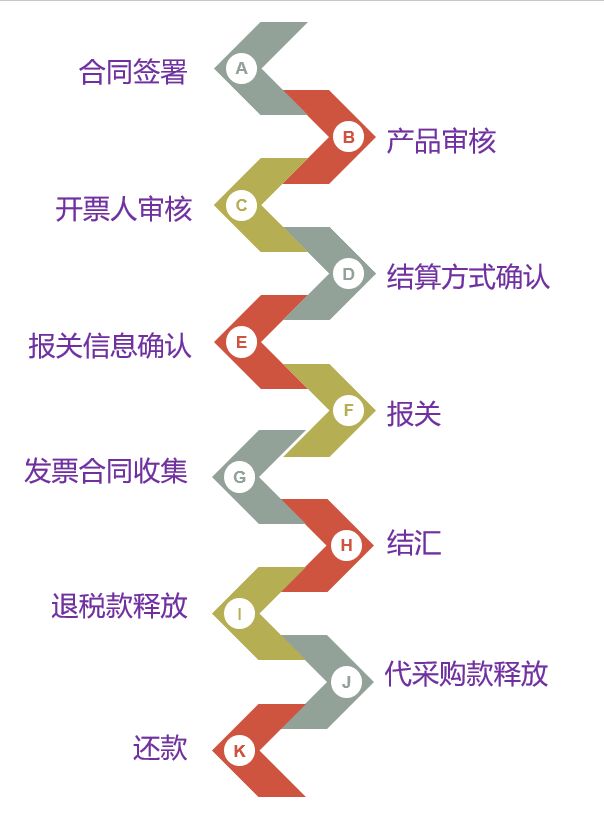 合同签署
A
B
产品审核
开票人审核
C
D
结算方式确认
报关信息确认
E
F
报关
发票合同收集
G
H
结汇
退税款释放
I
J
代采购款释放
还款
K